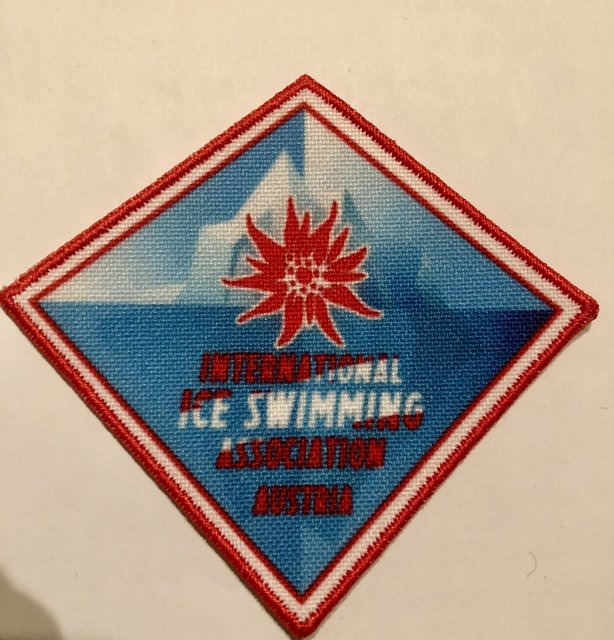 INTERNATIONAL
ICE SWIMMING
ASSOCIATION
AUSTRIA